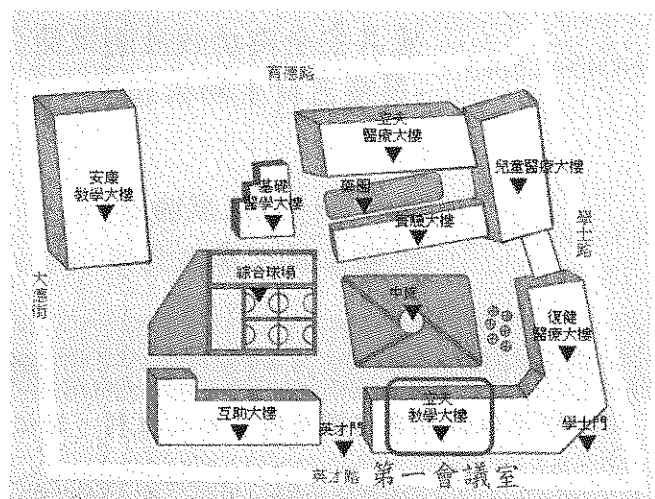 育德路
立夫
醫療大樓
安康
教學大樓
基礎
醫學大樓
藥園
兒童醫療大樓
實驗大樓
學士路
綜合球場
中庭
大德街
復健
醫療大樓
互助大樓
英才門
立夫
教學大樓
學士門
英才路
第一會議室